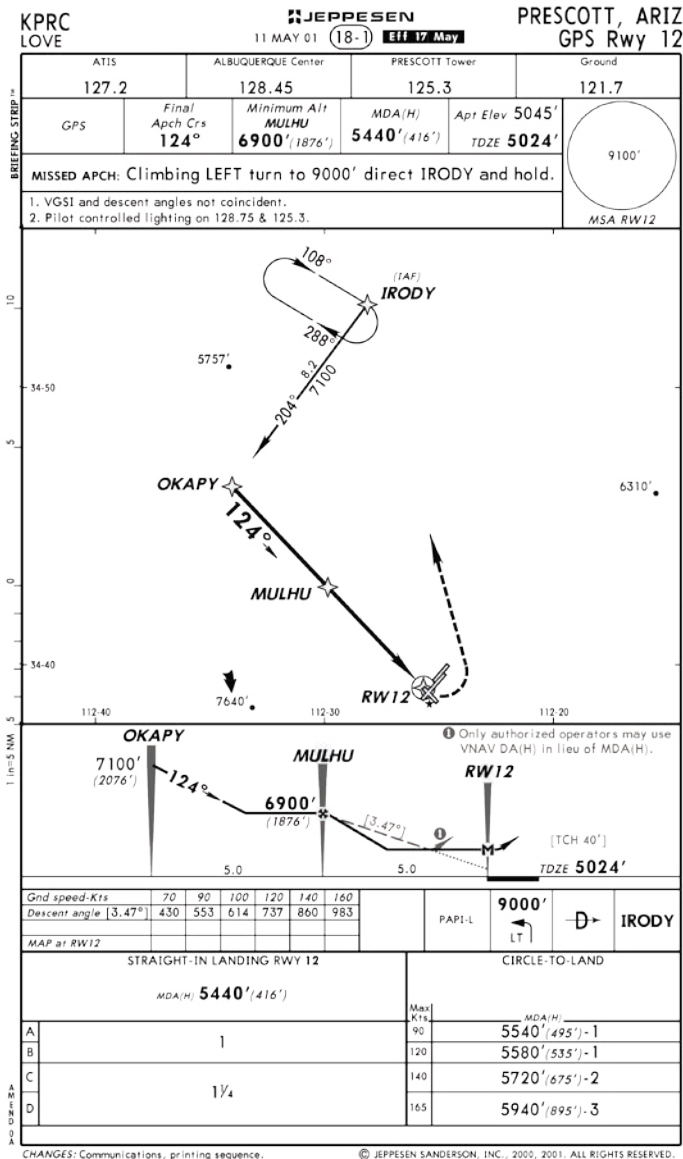 KPRC
LOVE
JEPPESEN
11 MAY 01 18-1 Eff 17 May
PRESCOTT, ARIZ
GPS Rwy 12
BRIEFING STRIP™
ATIS ALBUQUERQUE Center PRESCOTT Tower Ground
127.2 128.45 125.3 121.7
GPS
Final
Apch Crs
124°
Minimum Alt
MULHU
6900'(1876')
MDA(H)
5440'(416')
Apt Elev 5045'
TDZE 5024'
9100'
MSA RW12
MISSED APCH: Climbing LEFT turn to 9000' direct IRODY and hold.
1. VGSI and descent angles not coincident.
2. Pilot controlled lighting on 128.75 & 125.3.
108°
(IAF)
IRODY
288°
5757'
8.2
7100
204°
10
34-50
5
OKAPY
6310'
124°
0
MULHU
34-40
RW12
7640'
5
112-40 112-30 112-20
1 in=5 NM
OKAPY
7100'
(2076')
124°
MULHU
6900'
(1876')
[3.47°]
1
1 Only authorized operators may use
VNAV DA(H) in lieu of MDA(H).
RW12
M
[TCH 40']
5.0 5.0
TDZE 5024'
Gnd speed-Kts 70 90 100 120 140 160
Descent angle [3.47°] 430 553 614 737 860 983
MAP at RW12
PAPI-L
9000'
LT
D
IRODY
STRAIGHT-IN LANDING RWY 12
MDA(H) 5440'(416')
CIRCLE-TO-LAND
Max
Kts
MDA(H)
A
B
1
C
D
1¼
90 5540'(495')-1
120 5580'(535')-1
140 5720'(675')-2
165 5940'(895')-3
AMEND 0A
CHANGES: Communications, printing sequence.
© JEPPESEN SANDERSON, INC., 2000, 2001. ALL RIGHTS RESERVED.